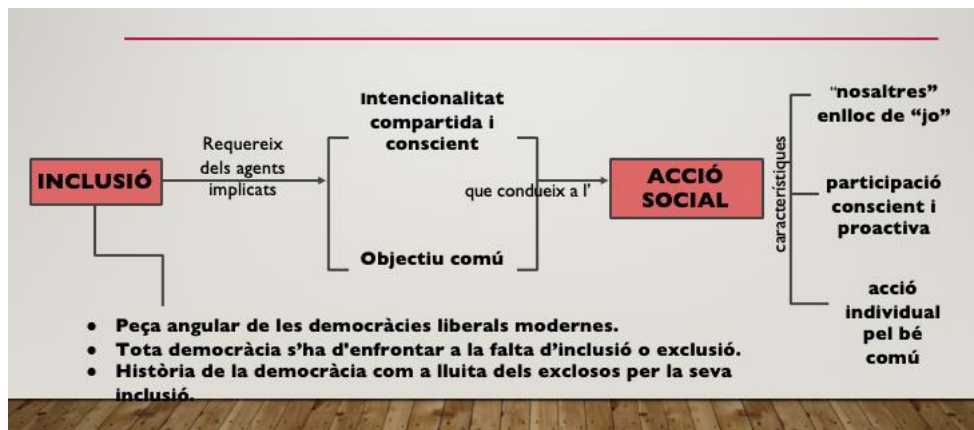 INCLUSIÓ
Requereix
dels agents
implicats
Intencionalitat
compartida i
conscient
Objectiu comú
que condueix a l’
ACCIÓ
SOCIAL
característiques
“nosaltres”
enlloc de “jo”
participació
conscient i
proactiva
acció
individual
pel bé
comú
● Peça angular de les democràcies liberals modernes.
● Tota democràcia s’ha d'enfrontar a la falta d’inclusió o exclusió.
● Història de la democràcia com a lluita dels exclosos per la seva
inclusió.